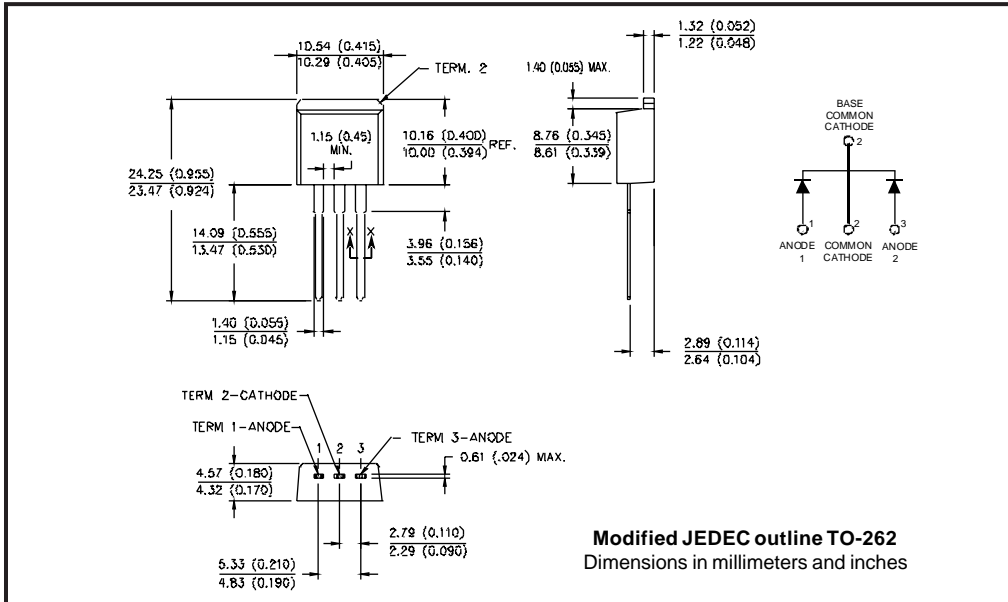 10.54 (0.415)
10.29 (0.405)
TERM. 2
1.32 (0.052)
1.22 (0.048)
1.40 (0.055) MAX.
1.15 (0.45)
MIN.
10.16 (0.400)
10.00 (0.394)
REF.
8.76 (0.345)
8.61 (0.339)
24.25 (0.955)
23.47 (0.924)
14.09 (0.555)
13.47 (0.530)
X X
3.96 (0.156)
3.55 (0.140)
1.40 (0.055)
1.15 (0.045)
2.89 (0.114)
2.64 (0.104)
BASE
COMMON
CATHODE
2
1 2 3
ANODE COMMON ANODE
1 CATHODE 2
TERM 2-CATHODE
TERM 1-ANODE
1 2 3
TERM 3-ANODE
0.61 (.024) MAX.
4.57 (0.180)
4.32 (0.170)
2.79 (0.110)
2.29 (0.090)
5.33 (0.210)
4.83 (0.190)
Modified JEDEC outline TO-262
Dimensions in millimeters and inches